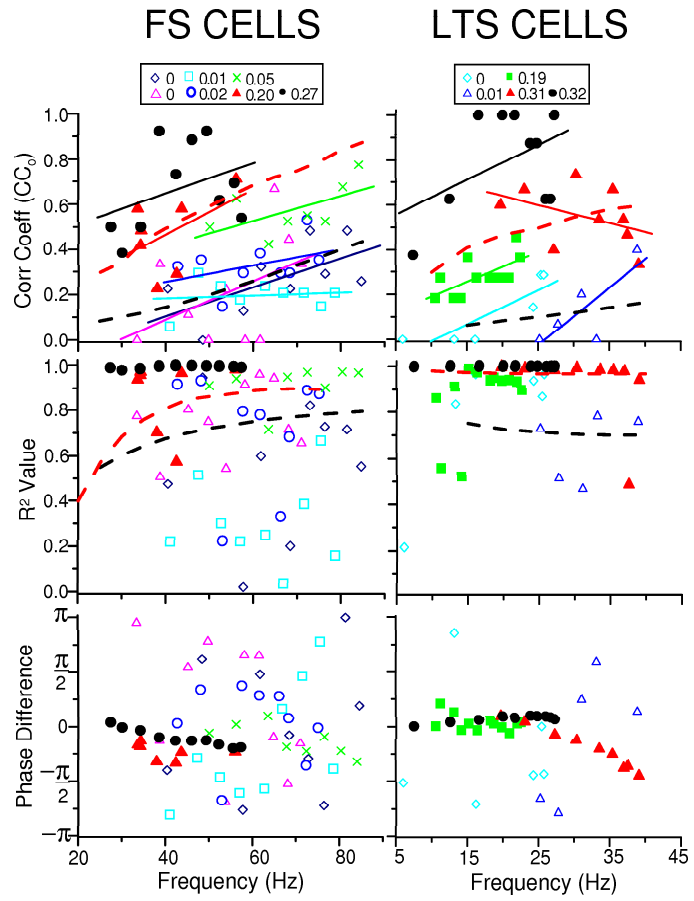 FS CELLS LTS CELLS
0 0.01 0.05
0 0.02 0.20 0.27
0 0.19
0.01 0.31 0.32
Corr Coeff (CCo)
1.0
0.8
0.6
0.4
0.2
0.0
R2 Value
1.0
0.8
0.6
0.4
0.2
0.0
Phase Difference
π
π/2
0
−π/2
−π
20 40 60 80
5 15 25 35 45
Frequency (Hz) Frequency (Hz)